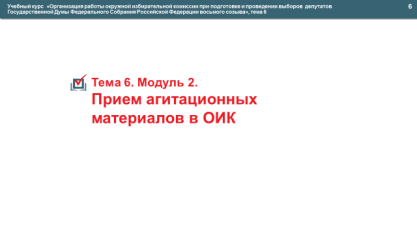 Учебный курс «Организация работы окружной избирательной комиссии при подготовке и проведении выборов депутатов
Государственной Думы Федерального Собрания Российской Федерации восьмого созыва», тема 6
6
Тема 6. Модуль 2.
Прием агитационных
материалов в ОИК